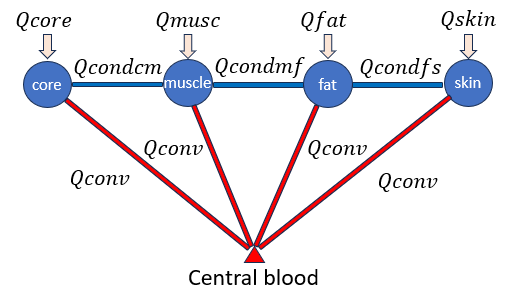 Qcore Qmusc Qfat Qskin
Qcondcm Qcondmf Qcondfs
core muscle fat skin
Qconv Qconv
Qconv Qconv
Central blood